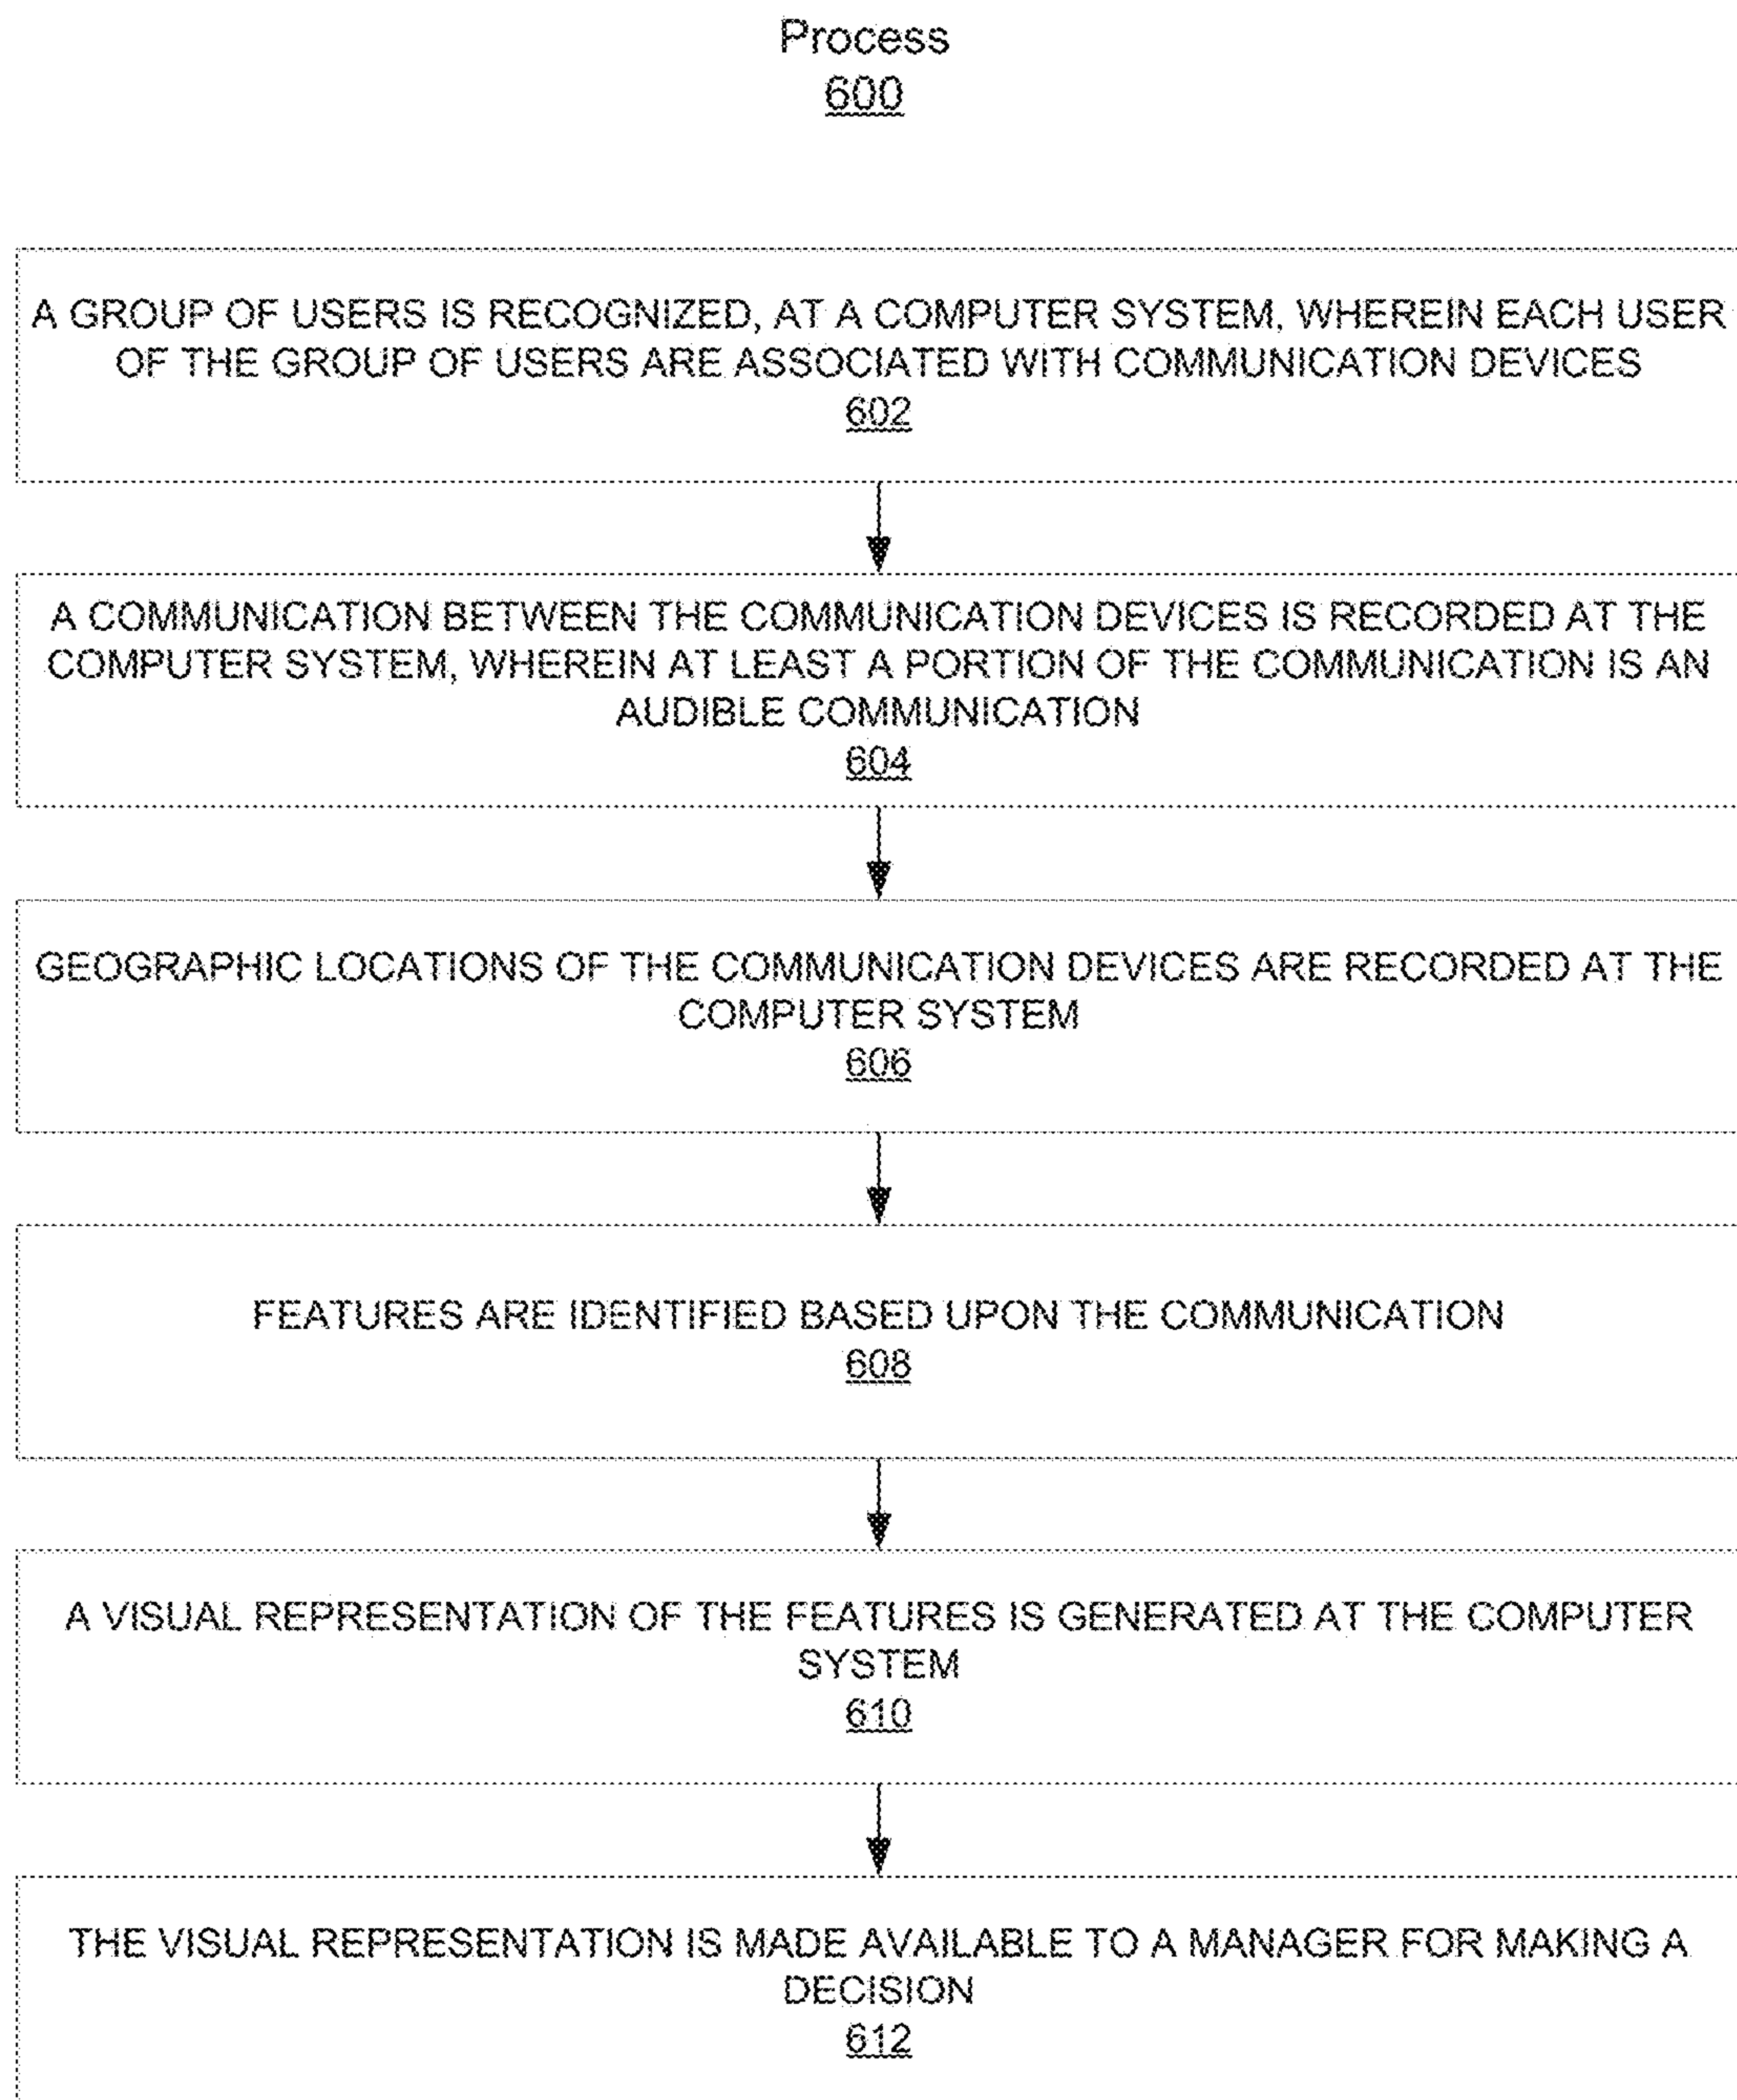 Process
600
A GROUP OF USERS IS RECOGNIZED, AT A COMPUTER SYSTEM, WHEREIN EACH USER
OF THE GROUP OF USERS ARE ASSOCIATED WITH COMMUNICATION DEVICES
602
A COMMUNICATION BETWEEN THE COMMUNICATION DEVICES IS RECORDED AT THE
COMPUTER SYSTEM, WHEREIN AT LEAST A PORTION OF THE COMMUNICATION IS AN
AUDIBLE COMMUNICATION
604
GEOGRAPHIC LOCATIONS OF THE COMMUNICATION DEVICES ARE RECORDED AT THE
COMPUTER SYSTEM
606
FEATURES ARE IDENTIFIED BASED UPON THE COMMUNICATION
608
A VISUAL REPRESENTATION OF THE FEATURES IS GENERATED AT THE COMPUTER
SYSTEM
610
THE VISUAL REPRESENTATION IS MADE AVAILABLE TO A MANAGER FOR MAKING A
DECISION
612